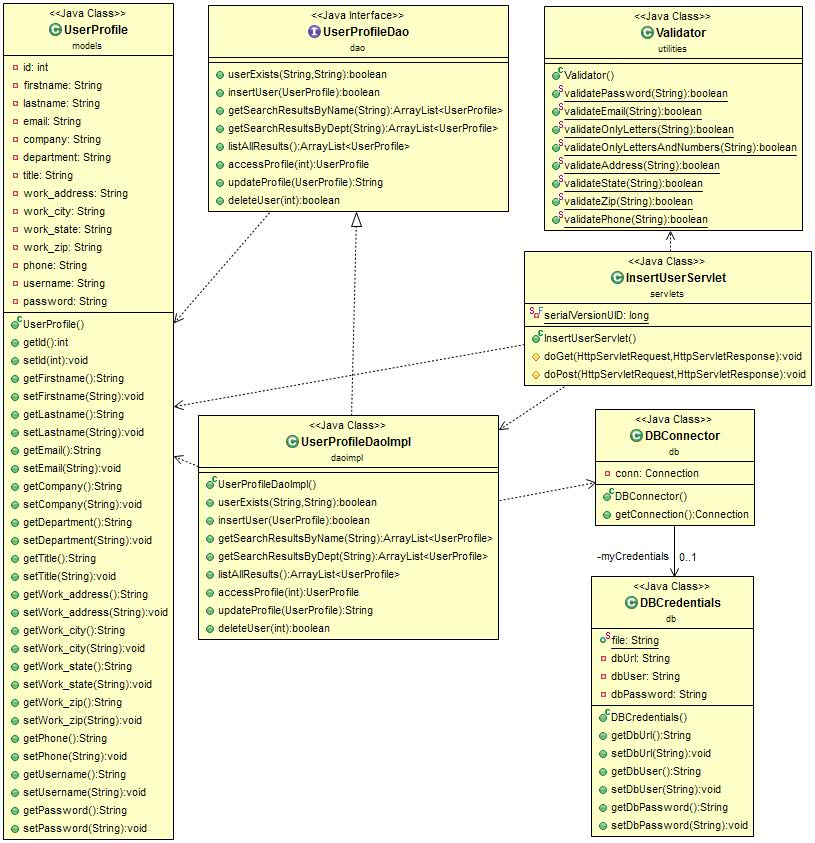 <<Java Class>>
UserProfile
models
id: int
firstname: String
lastname: String
email: String
company: String
department: String
title: String
work_address: String
work_city: String
work_state: String
work_zip: String
phone: String
username: String
password: String
UserProfile()
getId():int
setId(int):void
getFirstname():String
setFirstname(String):void
getLastname():String
setLastname(String):void
getEmail():String
setEmail(String):void
getCompany():String
setCompany(String):void
getDepartment():String
setDepartment(String):void
getTitle():String
setTitle(String):void
getWork_address():String
setWork_address(String):void
getWork_city():String
setWork_city(String):void
getWork_state():String
setWork_state(String):void
getWork_zip():String
setWork_zip(String):void
getPhone():String
setPhone(String):void
getUsername():String
setUsername(String):void
getPassword():String
setPassword(String):void
<<Java Interface>>
UserProfileDao
dao
userExists(String,String):boolean
insertUser(UserProfile):boolean
getSearchResultsByName(String):ArrayList<UserProfile>
getSearchResultsByDept(String):ArrayList<UserProfile>
listAllResults():ArrayList<UserProfile>
accessProfile(int):UserProfile
updateProfile(UserProfile):String
deleteUser(int):boolean
<<Java Class>>
Validator
utilities
Validator()
validatePassword(String):boolean
validateEmail(String):boolean
validateOnlyLetters(String):boolean
validateOnlyLettersAndNumbers(String):boolean
validateAddress(String):boolean
validateState(String):boolean
validateZip(String):boolean
validatePhone(String):boolean
<<Java Class>>
InsertUserServlet
servlets
serialVersionUID: long
InsertUserServlet()
doGet(HttpServletRequest,HttpServletResponse):void
doPost(HttpServletRequest,HttpServletResponse):void
<<Java Class>>
UserProfileDaoImpl
daoimpl
UserProfileDaoImpl()
userExists(String,String):boolean
insertUser(UserProfile):boolean
getSearchResultsByName(String):ArrayList<UserProfile>
getSearchResultsByDept(String):ArrayList<UserProfile>
listAllResults():ArrayList<UserProfile>
accessProfile(int):UserProfile
updateProfile(UserProfile):String
deleteUser(int):boolean
<<Java Class>>
DBConnector
db
conn: Connection
DBConnector()
getConnection():Connection
-myCredentials 0..1
<<Java Class>>
DBCredentials
db
file: String
dbUrl: String
dbUser: String
dbPassword: String
DBCredentials()
getDbUrl():String
setDbUrl(String):void
getDbUser():String
setDbUser(String):void
getDbPassword():String
setDbPassword(String):void